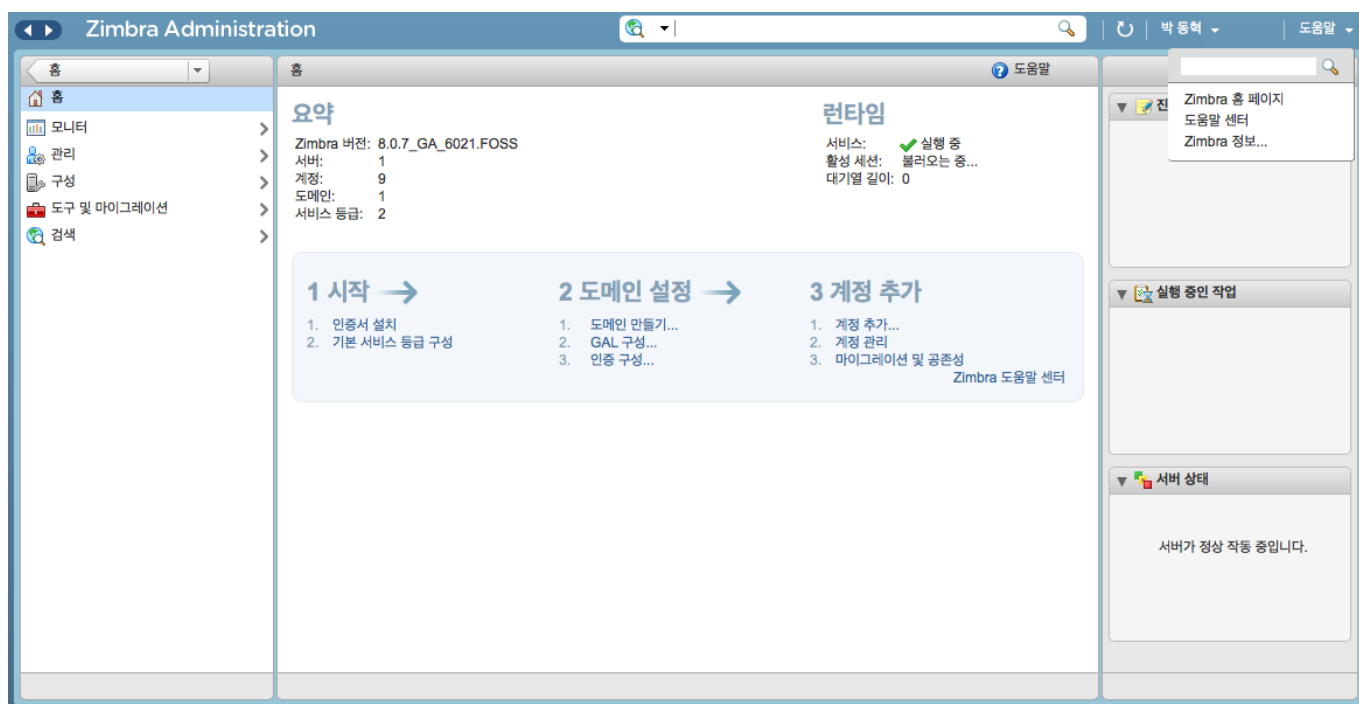 Zimbra Administration
박 동혁
도움말
홈
홈
모니터
관리
구성
도구 및 마이그레이션
검색
홈
도움말
요약
Zimbra 버전: 8.0.7_GA_6021.FOSS
서버: 1
계정: 9
도메인: 1
서비스 등급: 2
런타임
서비스: 실행 중
활성 세션: 불러오는 중...
대기열 길이: 0
1 시작
1. 인증서 설치
2. 기본 서비스 등급 구성
2 도메인 설정
1. 도메인 만들기...
2. GAL 구성...
3. 인증 구성...
3 계정 추가
1. 계정 추가...
2. 계정 관리
3. 마이그레이션 및 공존성
Zimbra 도움말 센터
Zimbra 홈 페이지
도움말 센터
Zimbra 정보...
진
실행 중인 작업
서버 상태
서버가 정상 작동 중입니다.